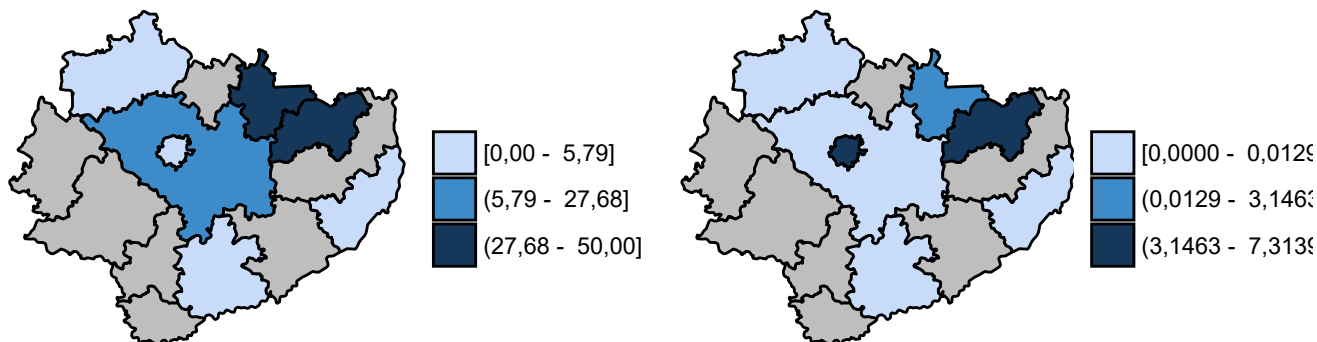 [0,00 - 5,79]
(5,79 - 27,68]
(27,68 - 50,00]
[0,0000 - 0,0129
(0,0129 - 3,1463
(3,1463 - 7,3139